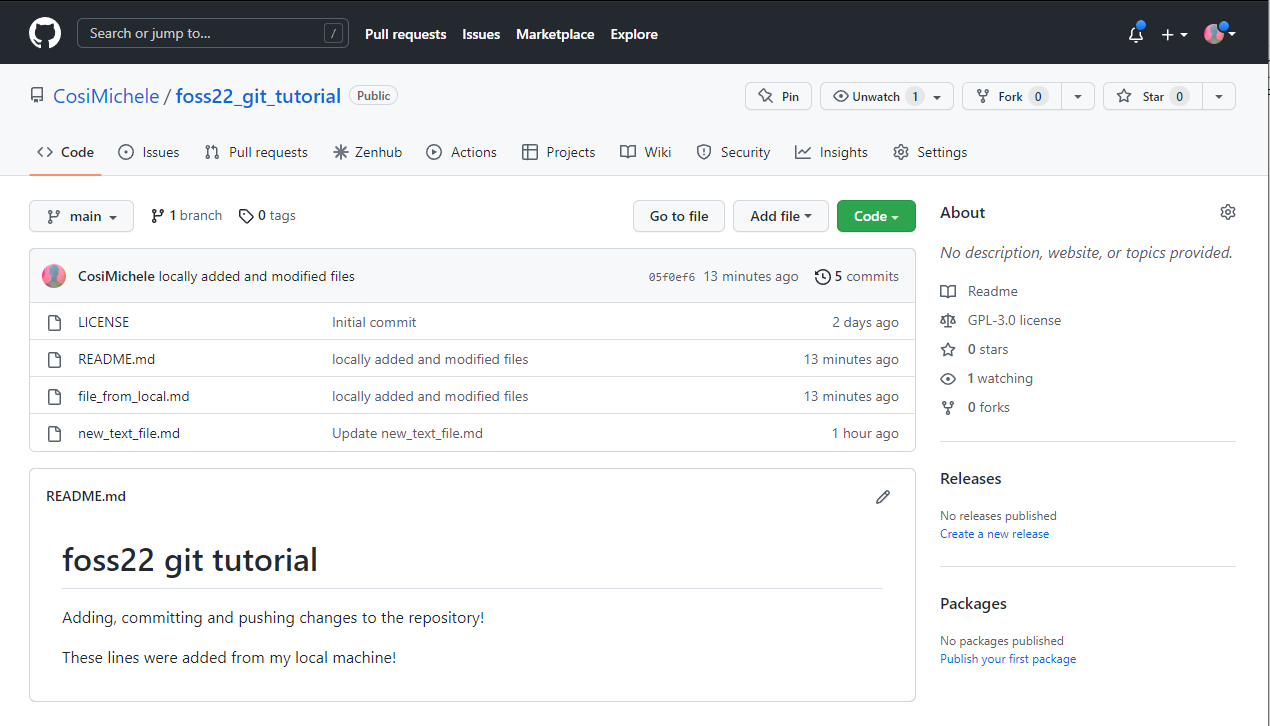 Search or jump to... / Pull requests Issues Marketplace Explore
CosiMichele / foss22_git_tutorial Public Pin Unwatch 1 Fork 0 Star 0
Code Issues Pull requests Zenhub Actions Projects Wiki Security Insights Settings
main 1 branch 0 tags Go to file Add file Code
CosiMichele locally added and modified files 05f0ef6 13 minutes ago 5 commits
LICENSE Initial commit 2 days ago
README.md locally added and modified files 13 minutes ago
file_from_local.md locally added and modified files 13 minutes ago
new_text_file.md Update new_text_file.md 1 hour ago
README.md
foss22 git tutorial
Adding, committing and pushing changes to the repository!
These lines were added from my local machine!
About
No description, website, or topics provided.
Readme
GPL-3.0 license
0 stars
1 watching
0 forks
Releases
No releases published
Create a new release
Packages
No packages published
Publish your first package